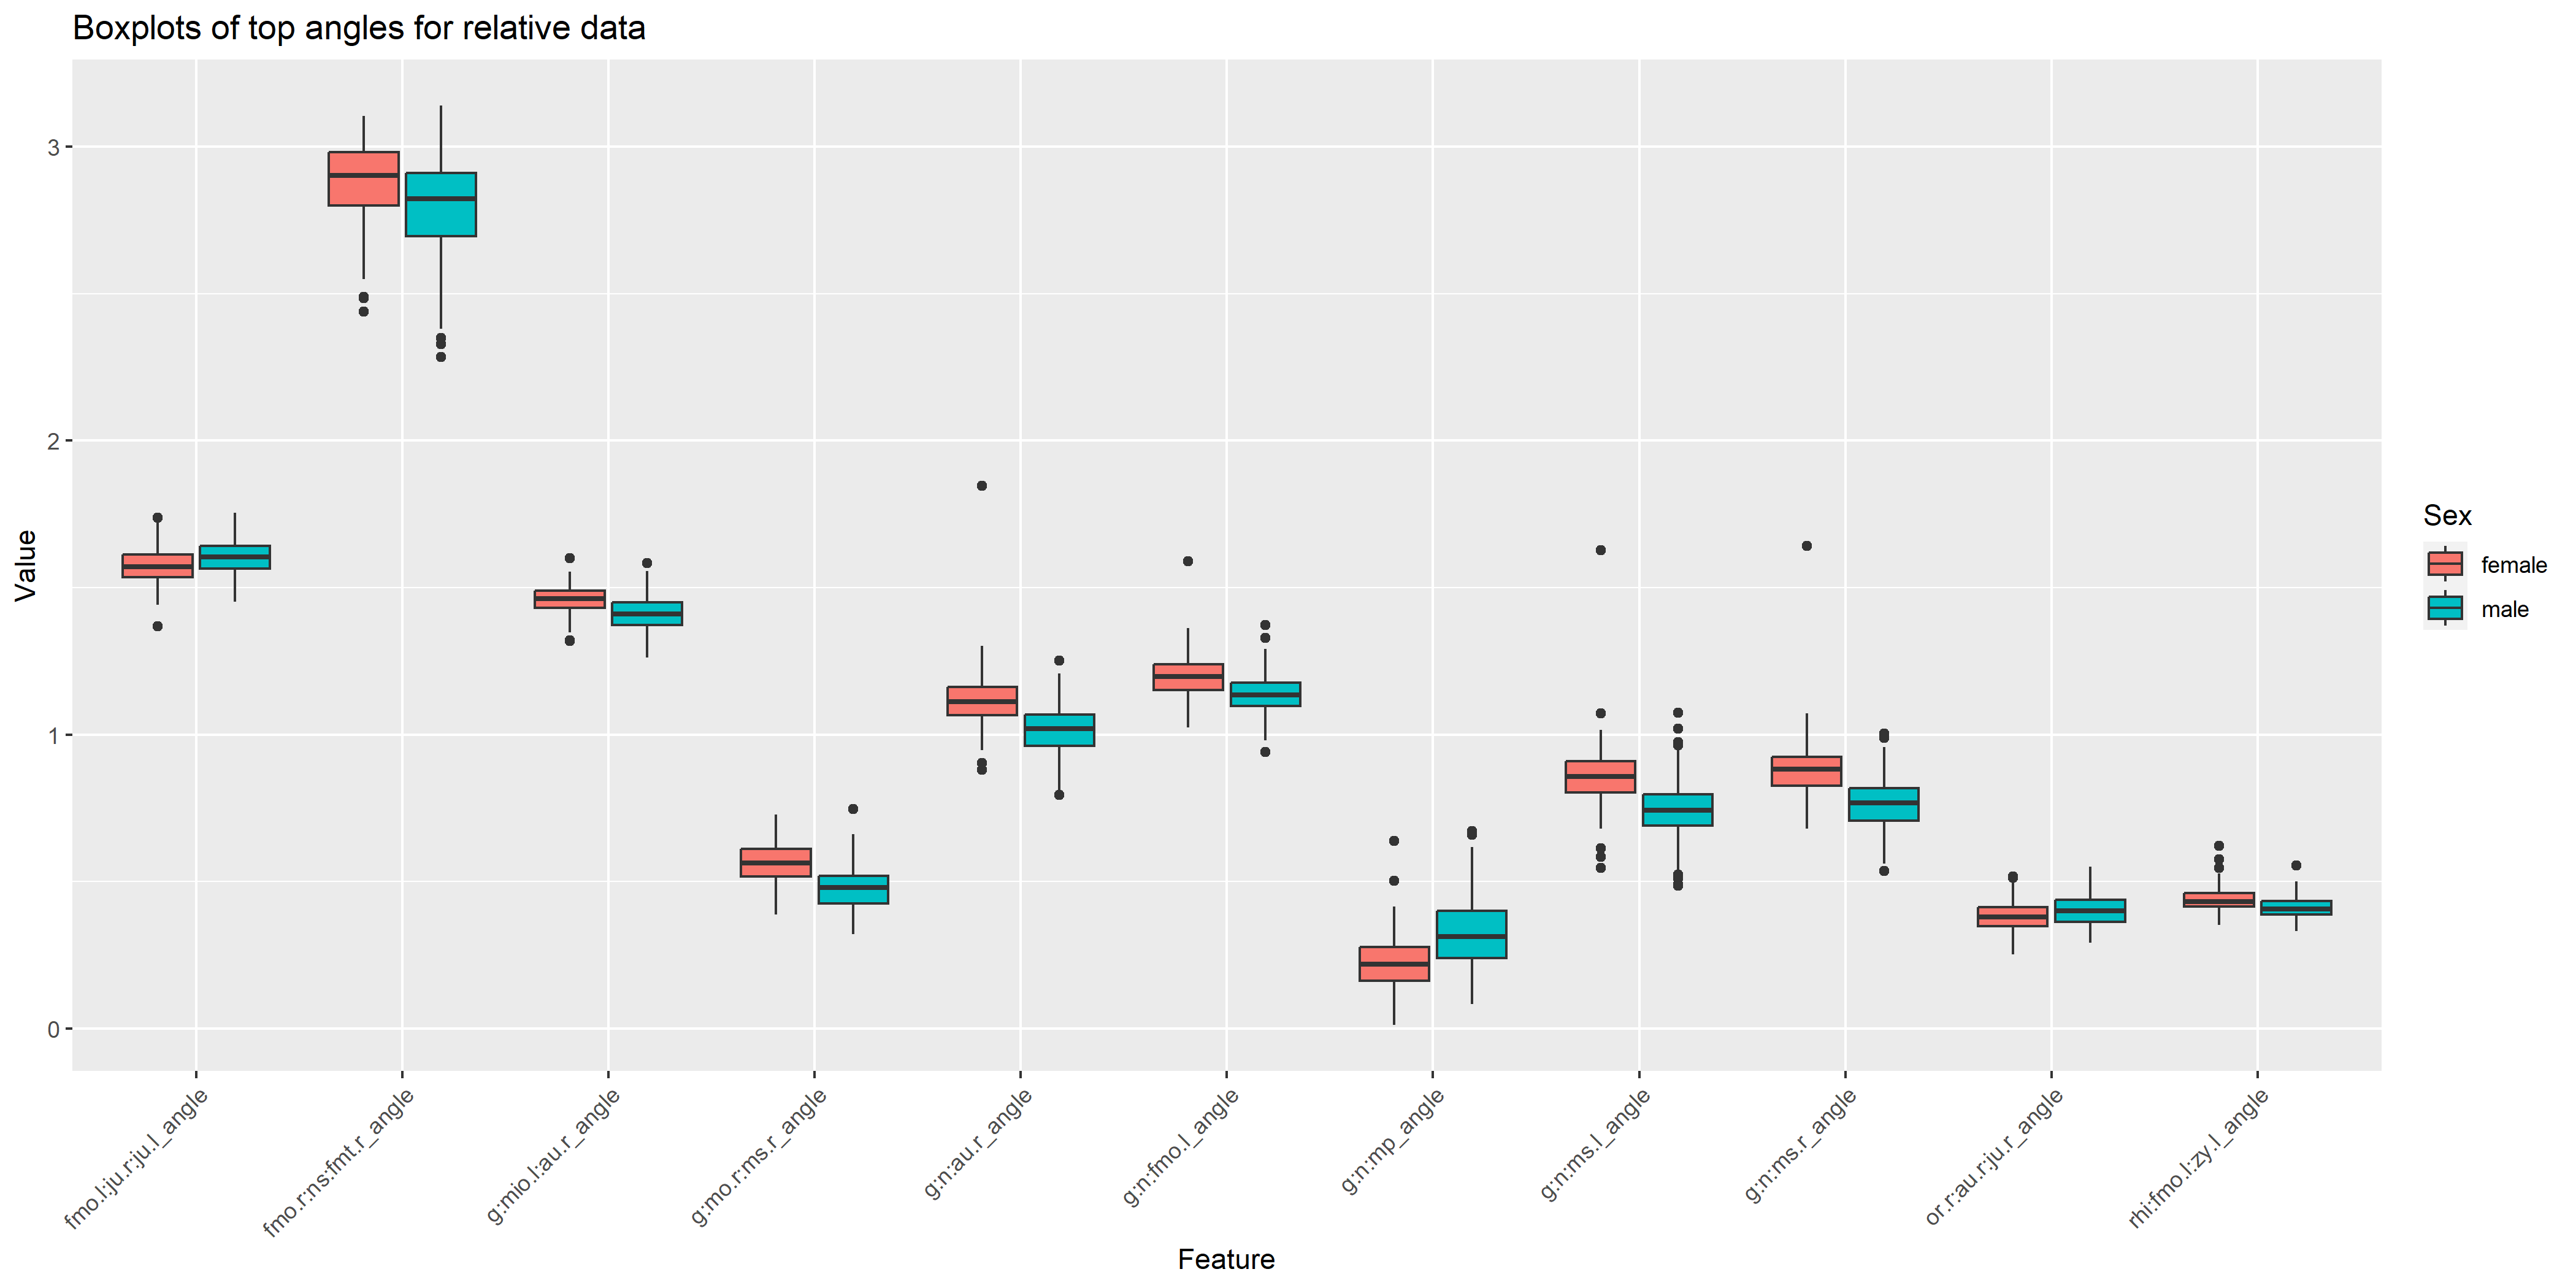 Boxplots of top angles for relative data
Value
3
2
1
0
fmo.l:ju.r:ju.l_angle
fmo.r:ns:fmt.r_angle
g:mio.l:au.r_angle
g:mo.r:ms.r_angle
g:n:au.r_angle
g:n:fmo.l_angle
g:n:mp_angle
g:n:ms.l_angle
g:n:ms.r_angle
or.r:au.r:ju.r_angle
rhi:fmo.l:zy.l_angle
Feature
Sex
female
male